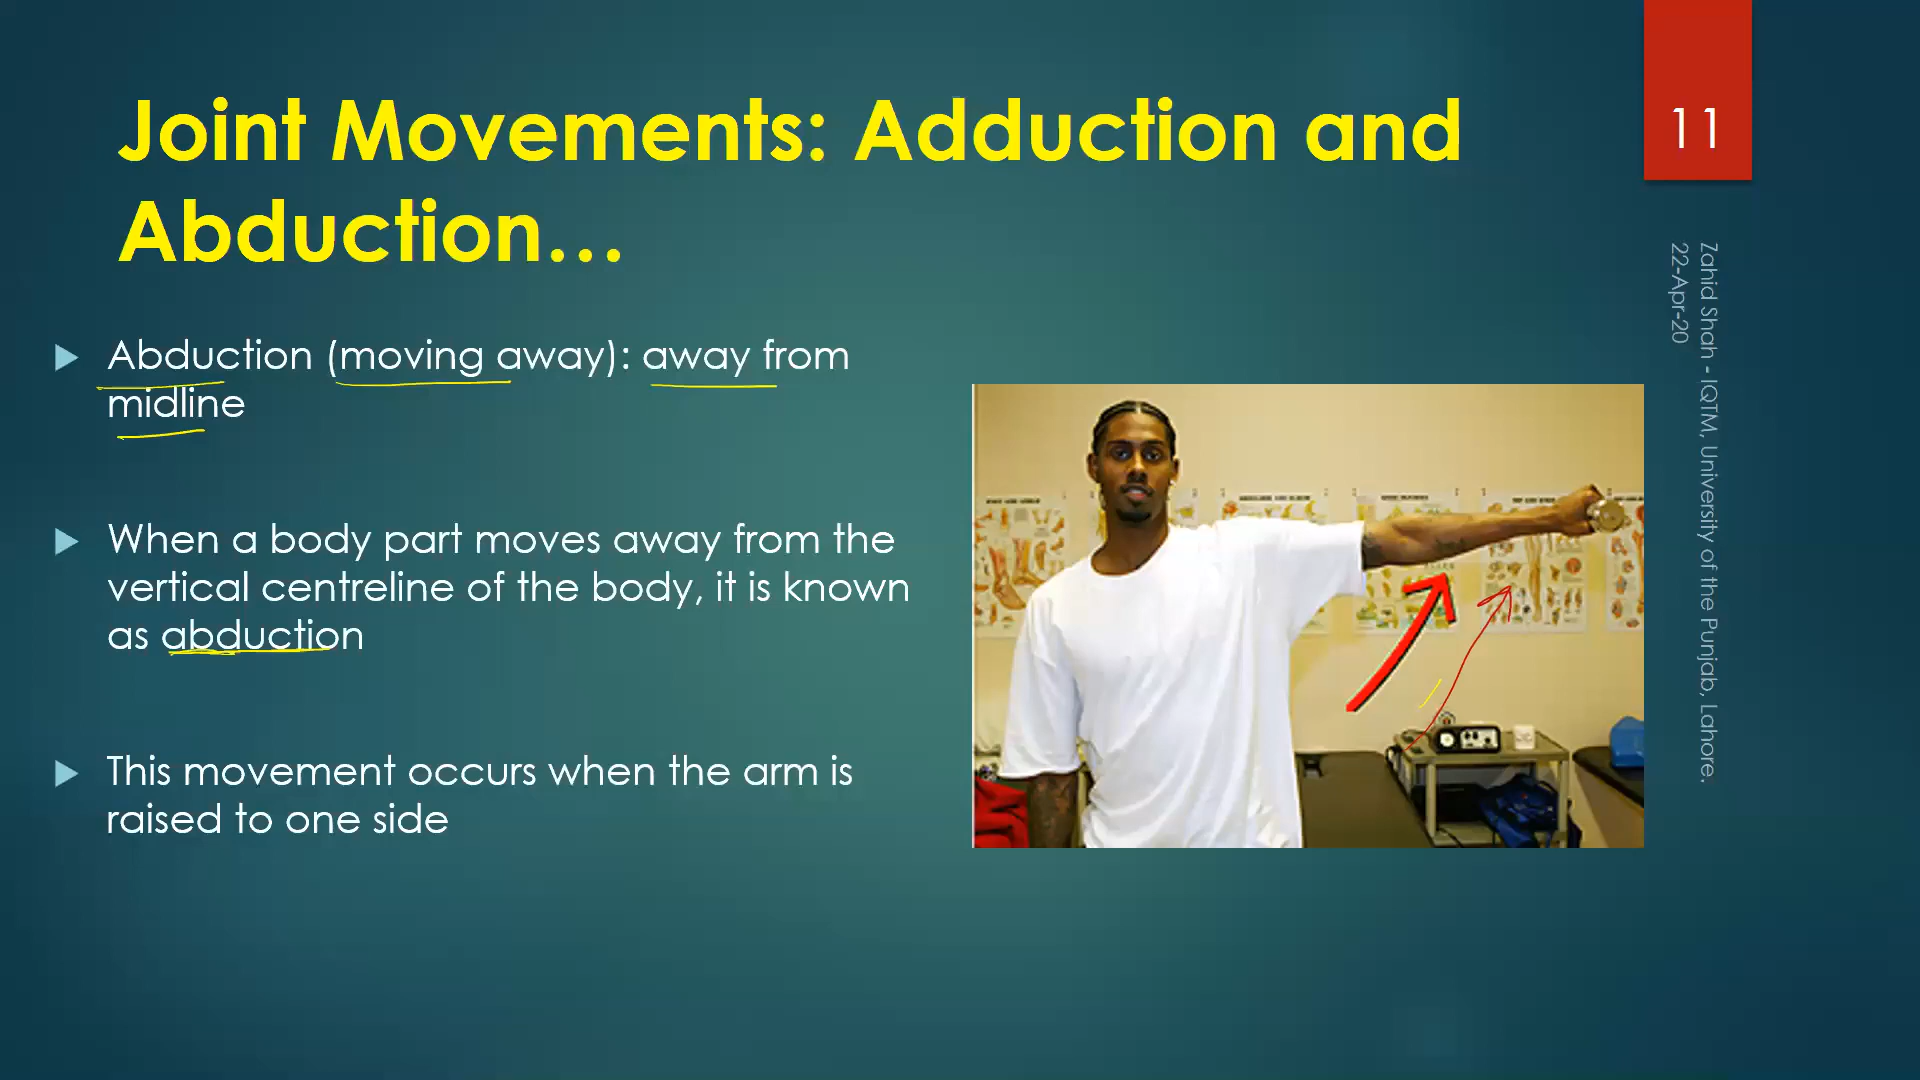 Joint Movements: Adduction and
Abduction…
11
Abduction (moving away): away from
midline
When a body part moves away from the
vertical centreline of the body, it is known
as abduction
This movement occurs when the arm is
raised to one side
Zahid Shah - IQTM, University of the Punjab, Lahore.
22-Apr-20